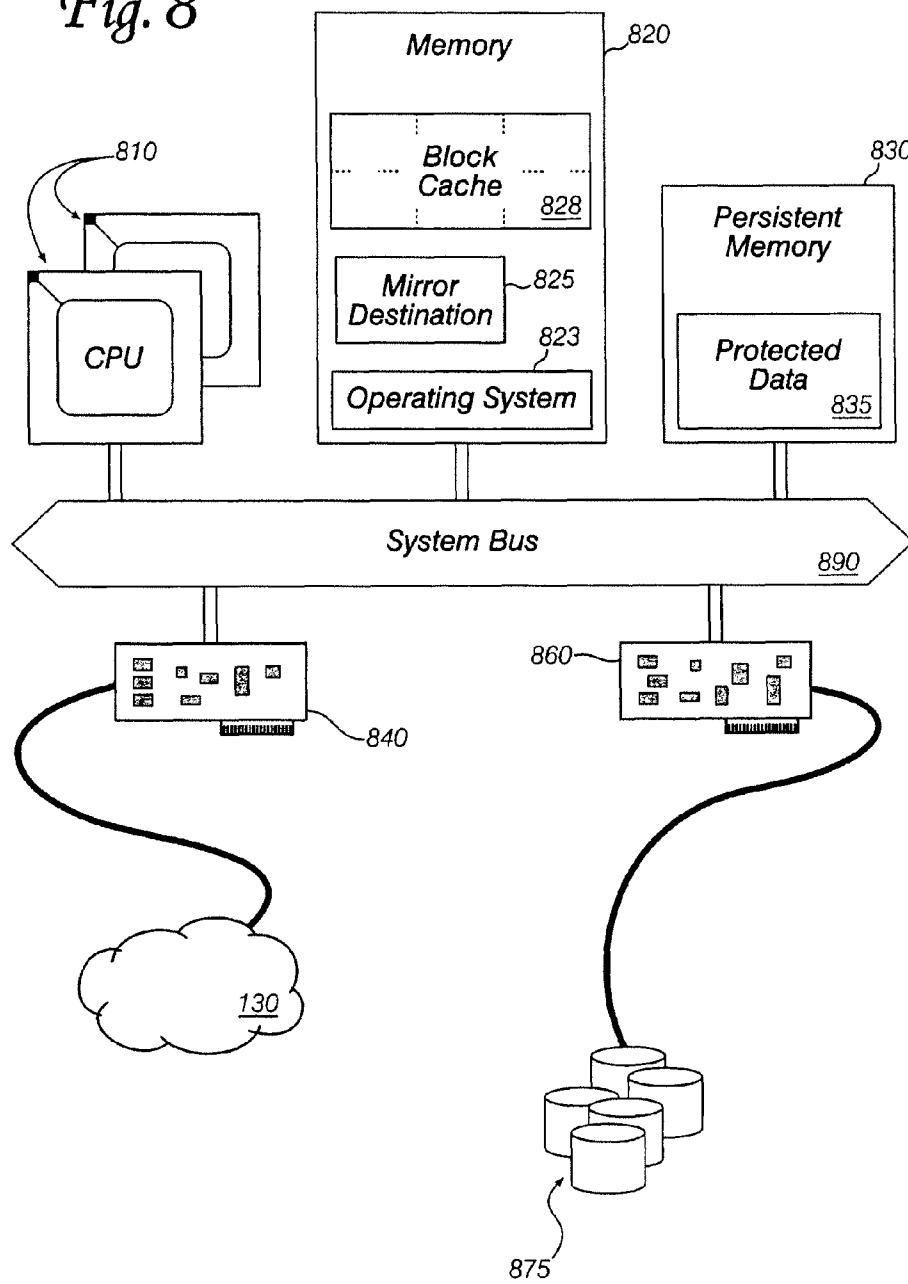 Fig. 8
Memory
820
810
Block
Cache
828
830
Persistent
Memory
Mirror
Destination
825
823
CPU
Operating System
Protected
Data
835
System Bus
890
860
840
130
875